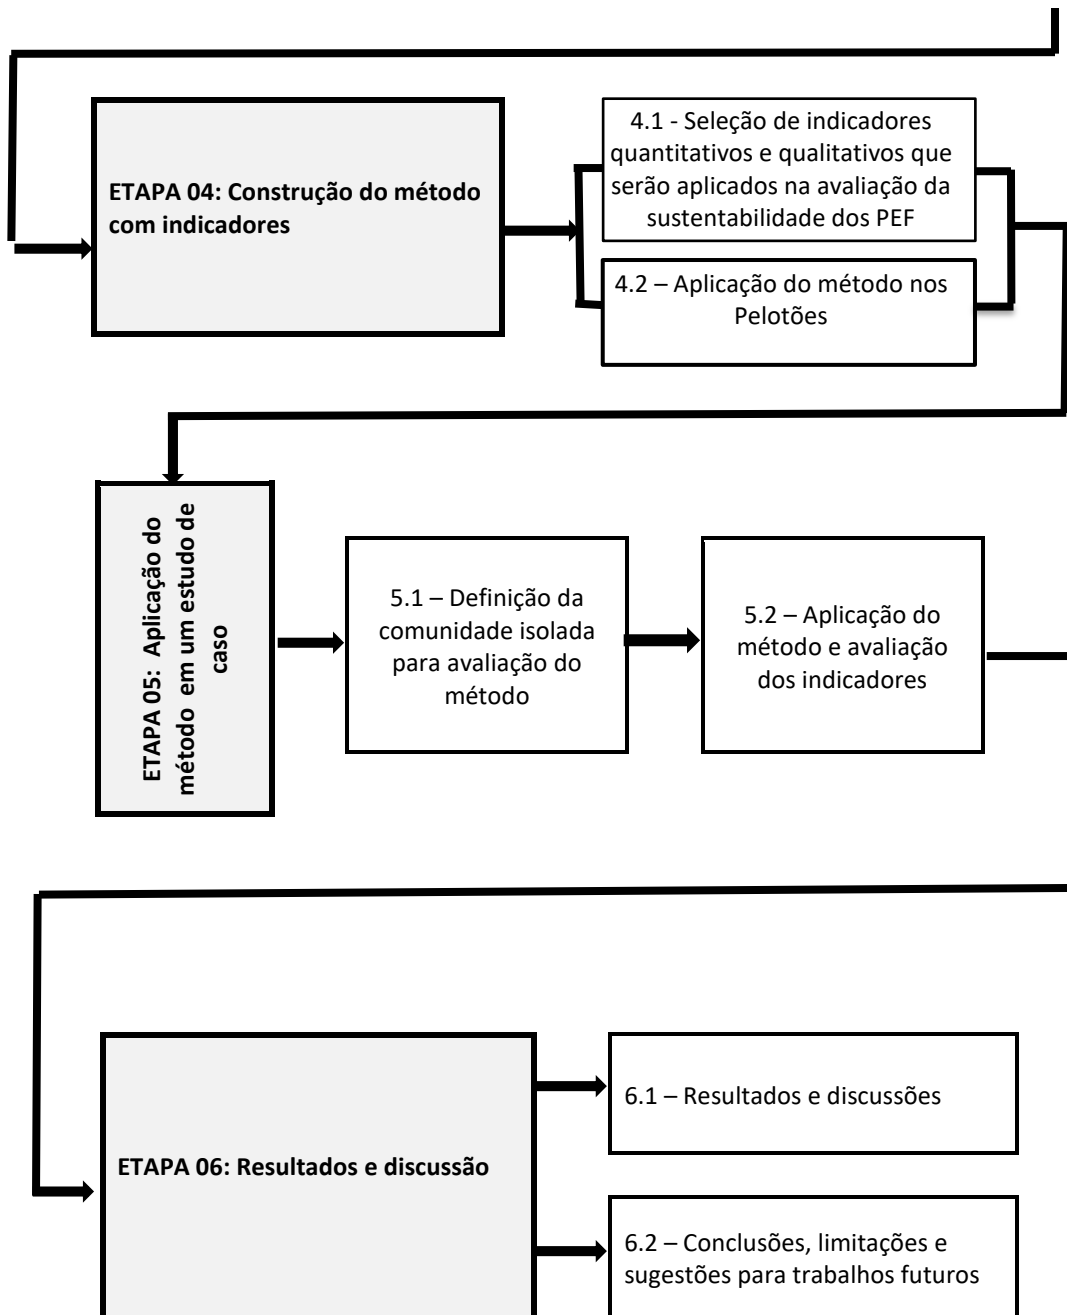 ETAPA 04: Construção do método
com indicadores
4.1 - Seleção de indicadores
quantitativos e qualitativos que
serão aplicados na avaliação da
sustentabilidade dos PEF
4.2 – Aplicação do método nos
Pelotões
ETAPA 05:  Aplicação do
método  em um estudo de
caso
5.1 – Definição da
comunidade isolada
para avaliação do
método
5.2 – Aplicação do
método e avaliação
dos indicadores
ETAPA 06: Resultados e discussão
6.1 – Resultados e discussões
6.2 – Conclusões, limitações e
sugestões para trabalhos futuros